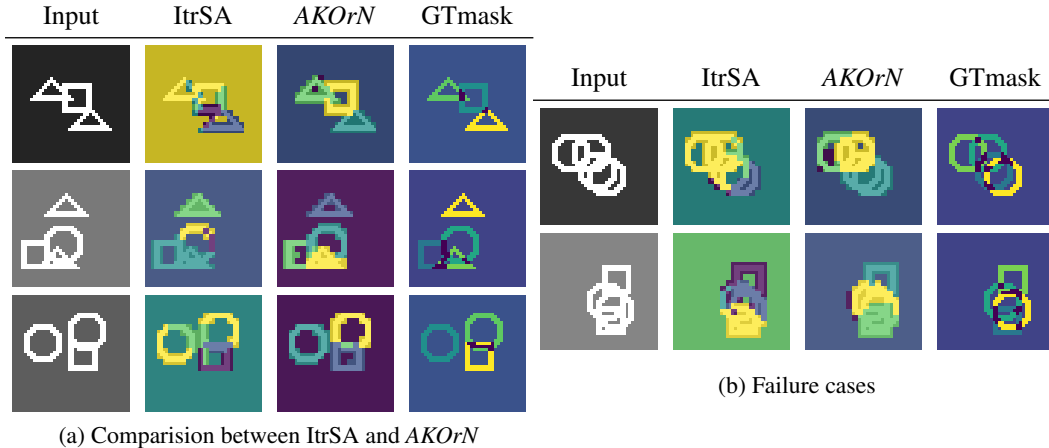 Input ItrSA AKOrN GTmask
(a) Comparision between ItrSA and AKOrN
Input ItrSA AKOrN GTmask
(b) Failure cases